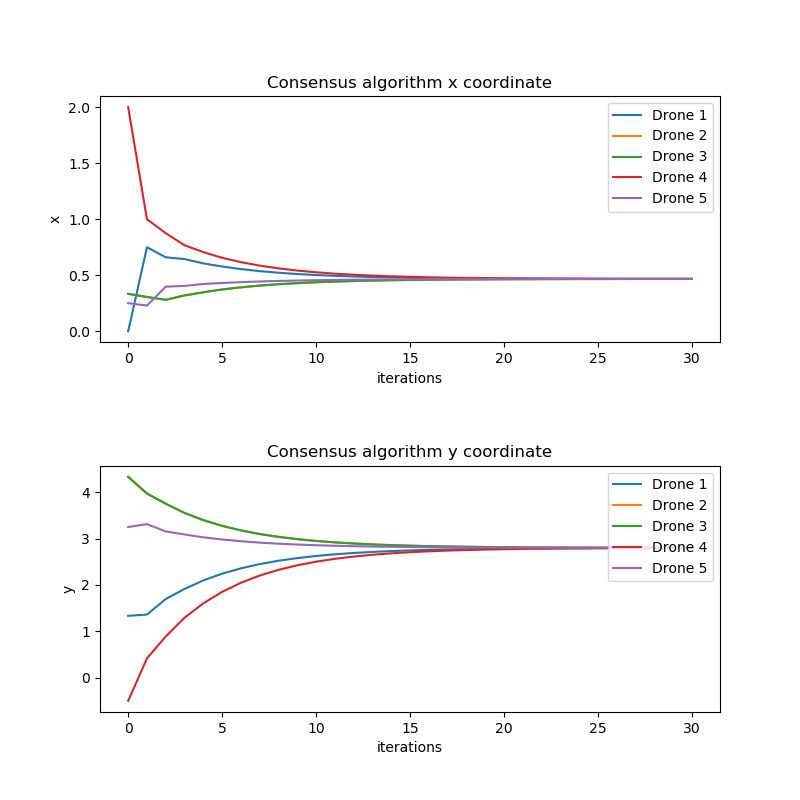 Consensus algorithm x coordinate
2.0
1.5
1.0
0.5
0.0
x
Drone 1
Drone 2
Drone 3
Drone 4
Drone 5
0 5 10 15 20 25 30
iterations
Consensus algorithm y coordinate
4
3
2
1
0
y
Drone 1
Drone 2
Drone 3
Drone 4
Drone 5
0 5 10 15 20 25 30
iterations